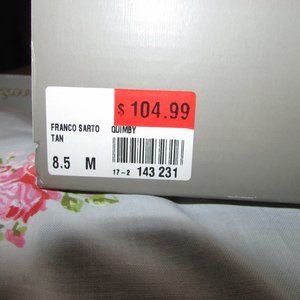 $ 104.99
FRANCO SARTO QUIMBY
TAN
8.5 M
17-2 143 231